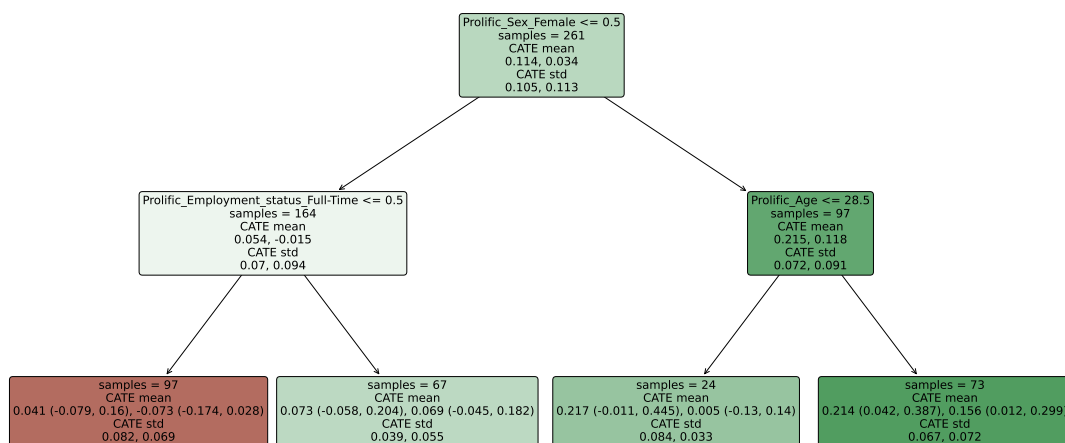 Prolific_Sex_Female <= 0.5
samples = 261
CATE mean
0.114, 0.034
CATE std
0.105, 0.113
Prolific_Employment_status_Full-Time <= 0.5
samples = 164
CATE mean
0.054, -0.015
CATE std
0.07, 0.094
Prolific_Age <= 28.5
samples = 97
CATE mean
0.215, 0.118
CATE std
0.072, 0.091
samples = 97
CATE mean
0.041 (-0.079, 0.16), -0.073 (-0.174, 0.028)
CATE std
0.082, 0.069
samples = 67
CATE mean
0.073 (-0.058, 0.204), 0.069 (-0.045, 0.182)
CATE std
0.039, 0.055
samples = 24
CATE mean
0.217 (-0.011, 0.445), 0.005 (-0.13, 0.14)
CATE std
0.084, 0.033
samples = 73
CATE mean
0.214 (0.042, 0.387), 0.156 (0.012, 0.299)
CATE std
0.067, 0.072